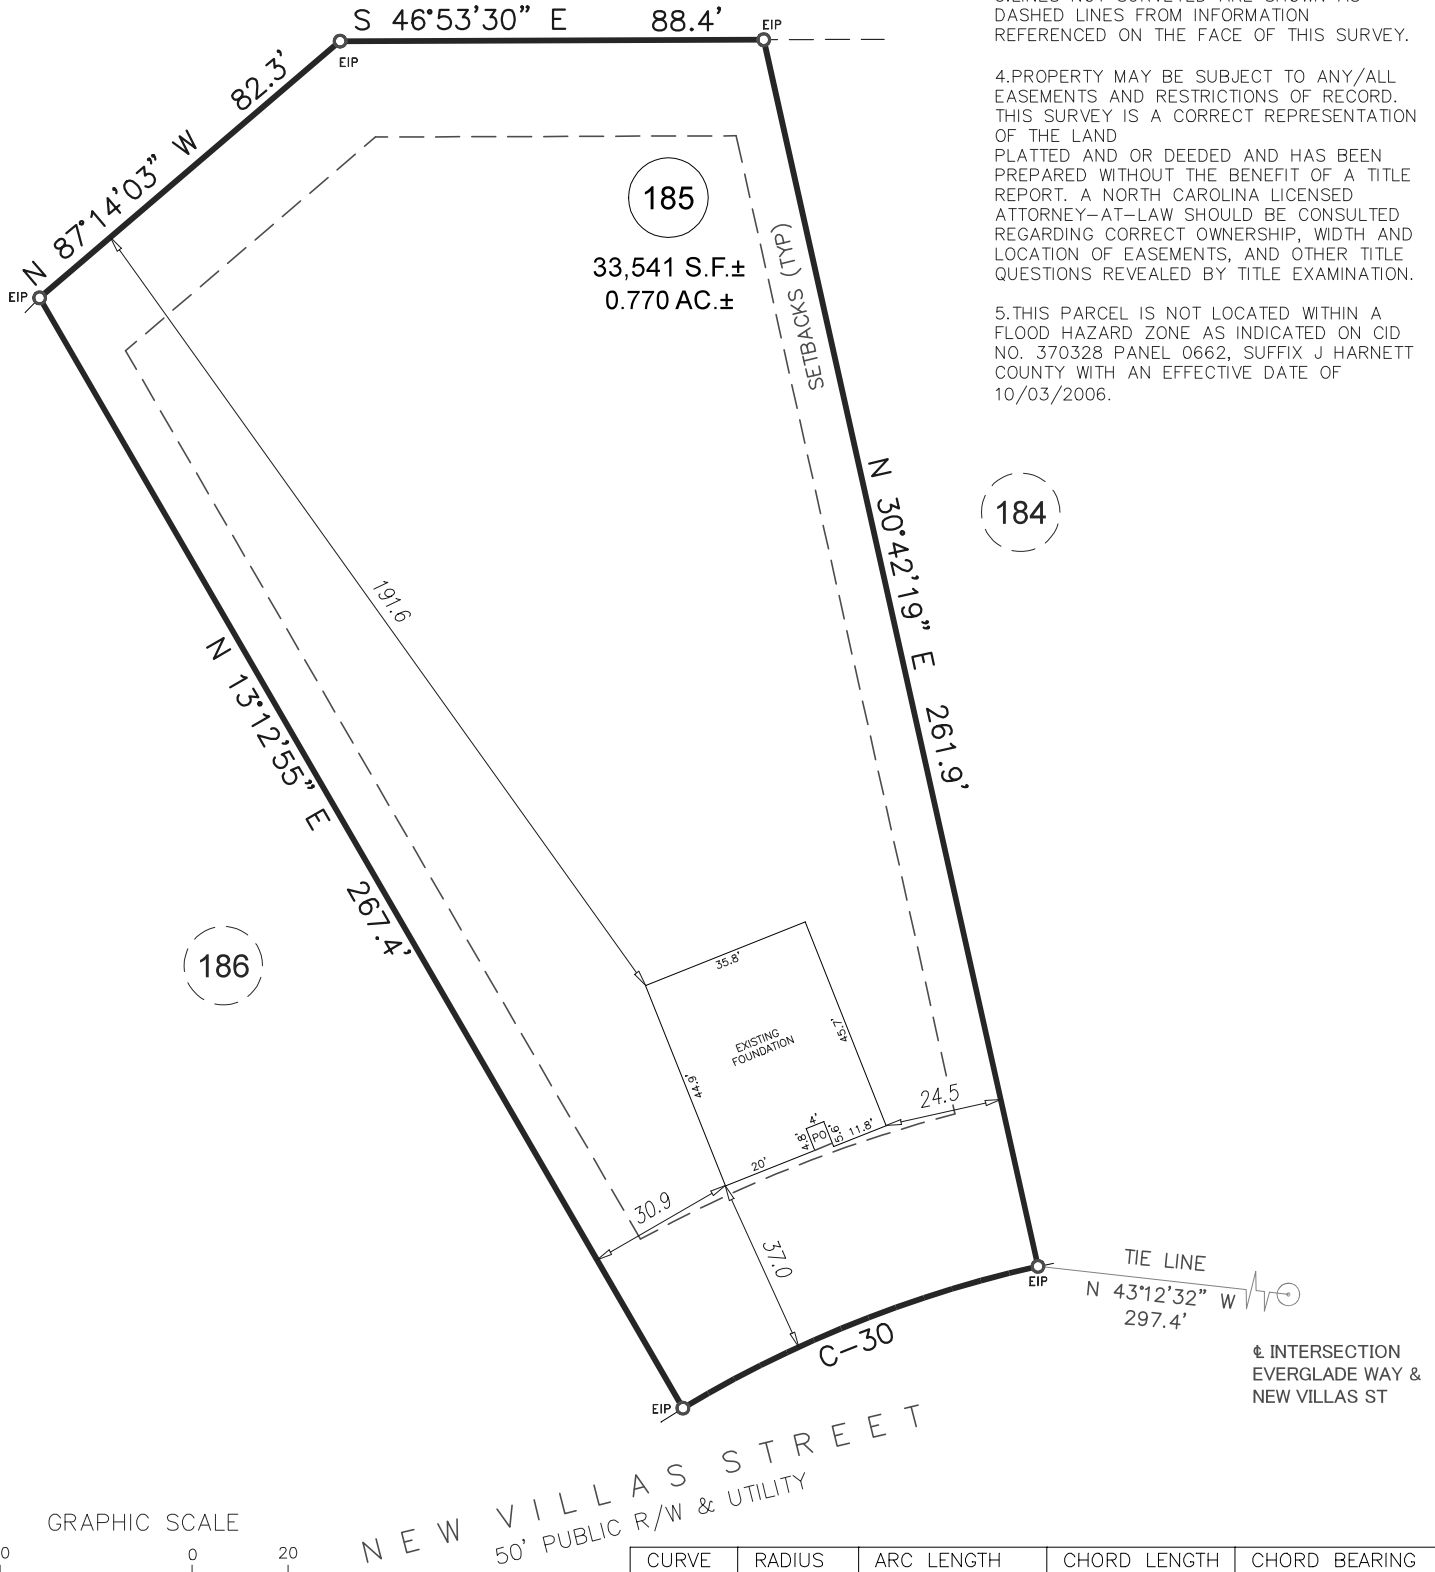 S 46°53'30" E 88.4'
EIP
EIP
82.3'
N 87°14'03" W
EIP
DASHED LINES FROM INFORMATION
REFERENCED ON THE FACE OF THIS SURVEY.
4.PROPERTY MAY BE SUBJECT TO ANY/ALL
EASEMENTS AND RESTRICTIONS OF RECORD.
THIS SURVEY IS A CORRECT REPRESENTATION
OF THE LAND
PLATTED AND OR DEEDED AND HAS BEEN
PREPARED WITHOUT THE BENEFIT OF A TITLE
REPORT. A NORTH CAROLINA LICENSED
ATTORNEY-AT-LAW SHOULD BE CONSULTED
REGARDING CORRECT OWNERSHIP, WIDTH AND
LOCATION OF EASEMENTS, AND OTHER TITLE
QUESTIONS REVEALED BY TITLE EXAMINATION.
5.THIS PARCEL IS NOT LOCATED WITHIN A
FLOOD HAZARD ZONE AS INDICATED ON CID
NO. 370328 PANEL 0662, SUFFIX J HARNETT
COUNTY WITH AN EFFECTIVE DATE OF
10/03/2006.
185
33,541 S.F.±
0.770 AC.±
SETBACKS (TYP)
N 30°42'19" E 261.9'
184
191.6
N 13°12'55" E 267.4'
186
35.8'
EXISTING
FOUNDATION
45.7'
44.9'
24.5
4'
4.8'
PO
5.6'
11.8'
20'
30.9
37.0
C-30
EIP
EIP
TIE LINE
N 43°12'32" W
297.4'
℄ INTERSECTION
EVERGLADE WAY &
NEW VILLAS ST
NEW VILLAS STREET
50' PUBLIC R/W & UTILITY
GRAPHIC SCALE
0 0 20
CURVE RADIUS ARC LENGTH CHORD LENGTH CHORD BEARING